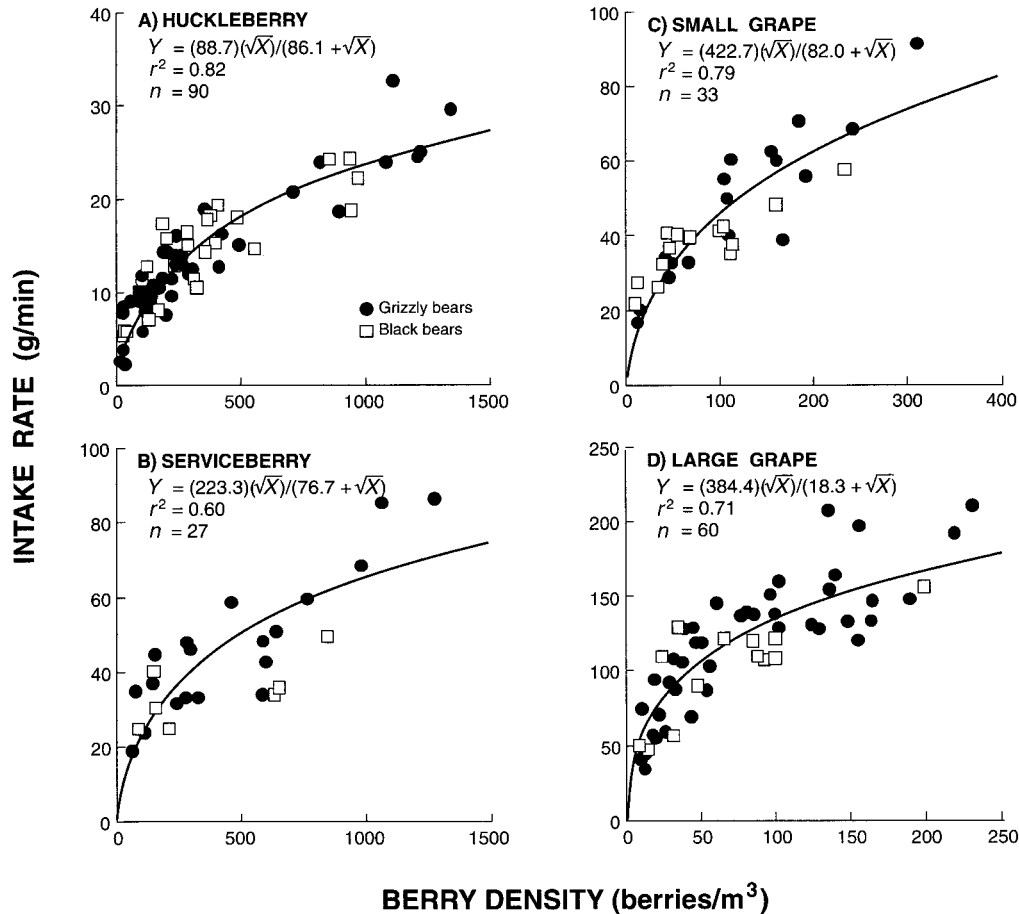 A) HUCKLEBERRY
Y = (88.7)(√X)/(86.1 + √X)
r² = 0.82
n = 90
40
30
20
10
0
0 500 1000 1500
Grizzly bears
Black bears
C) SMALL GRAPE
Y = (422.7)(√X)/(82.0 + √X)
r² = 0.79
n = 33
100
80
60
40
20
0
0 100 200 300 400
B) SERVICEBERRY
Y = (223.3)(√X)/(76.7 + √X)
r² = 0.60
n = 27
100
80
60
40
20
0
0 500 1000 1500
D) LARGE GRAPE
Y = (384.4)(√X)/(18.3 + √X)
r² = 0.71
n = 60
250
200
150
100
50
0
0 50 100 150 200 250
INTAKE RATE (g/min)
BERRY DENSITY (berries/m³)